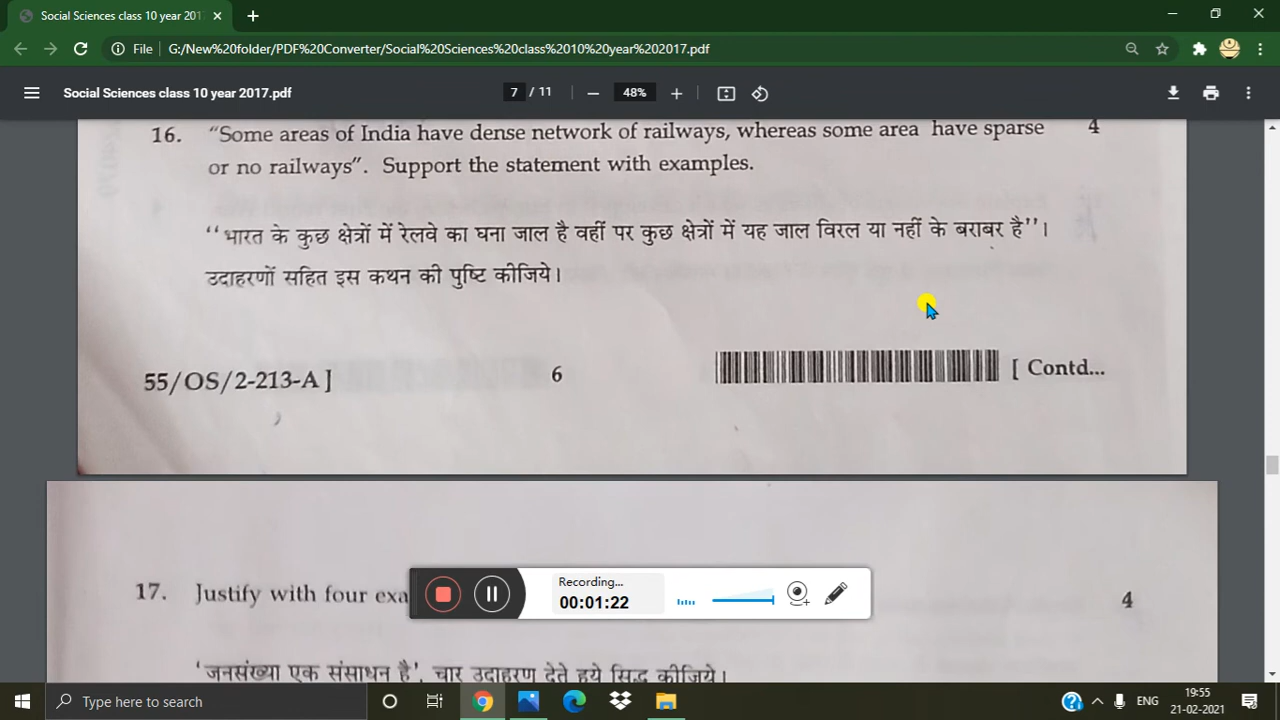 Social Sciences class 10 year 201
File G:/New%20folder/PDF%20Converter/Social%20Sciences%20class%2010%20year%202017.pdf
Social Sciences class 10 year 2017.pdf
7 / 11
48%
16. "Some areas of India have dense network of railways, whereas some area have sparse 4
or no railways". Support the statement with examples.
''भारत के कुछ क्षेत्रों में रेलवे का घना जाल है वहीं पर कुछ क्षेत्रों में यह जाल विरल या नहीं के बराबर है''।
उदाहरणों सहित इस कथन की पुष्टि कीजिये।
55/OS/2-213-A ] 6 [ Contd...
Recording...
00:01:22
17. Justify with four exa 4
'जनसंख्या एक संसाधन है', चार उदाहरण देते हुये सिद्ध कीजिये।
Type here to search
ENG
19:55
21-02-2021